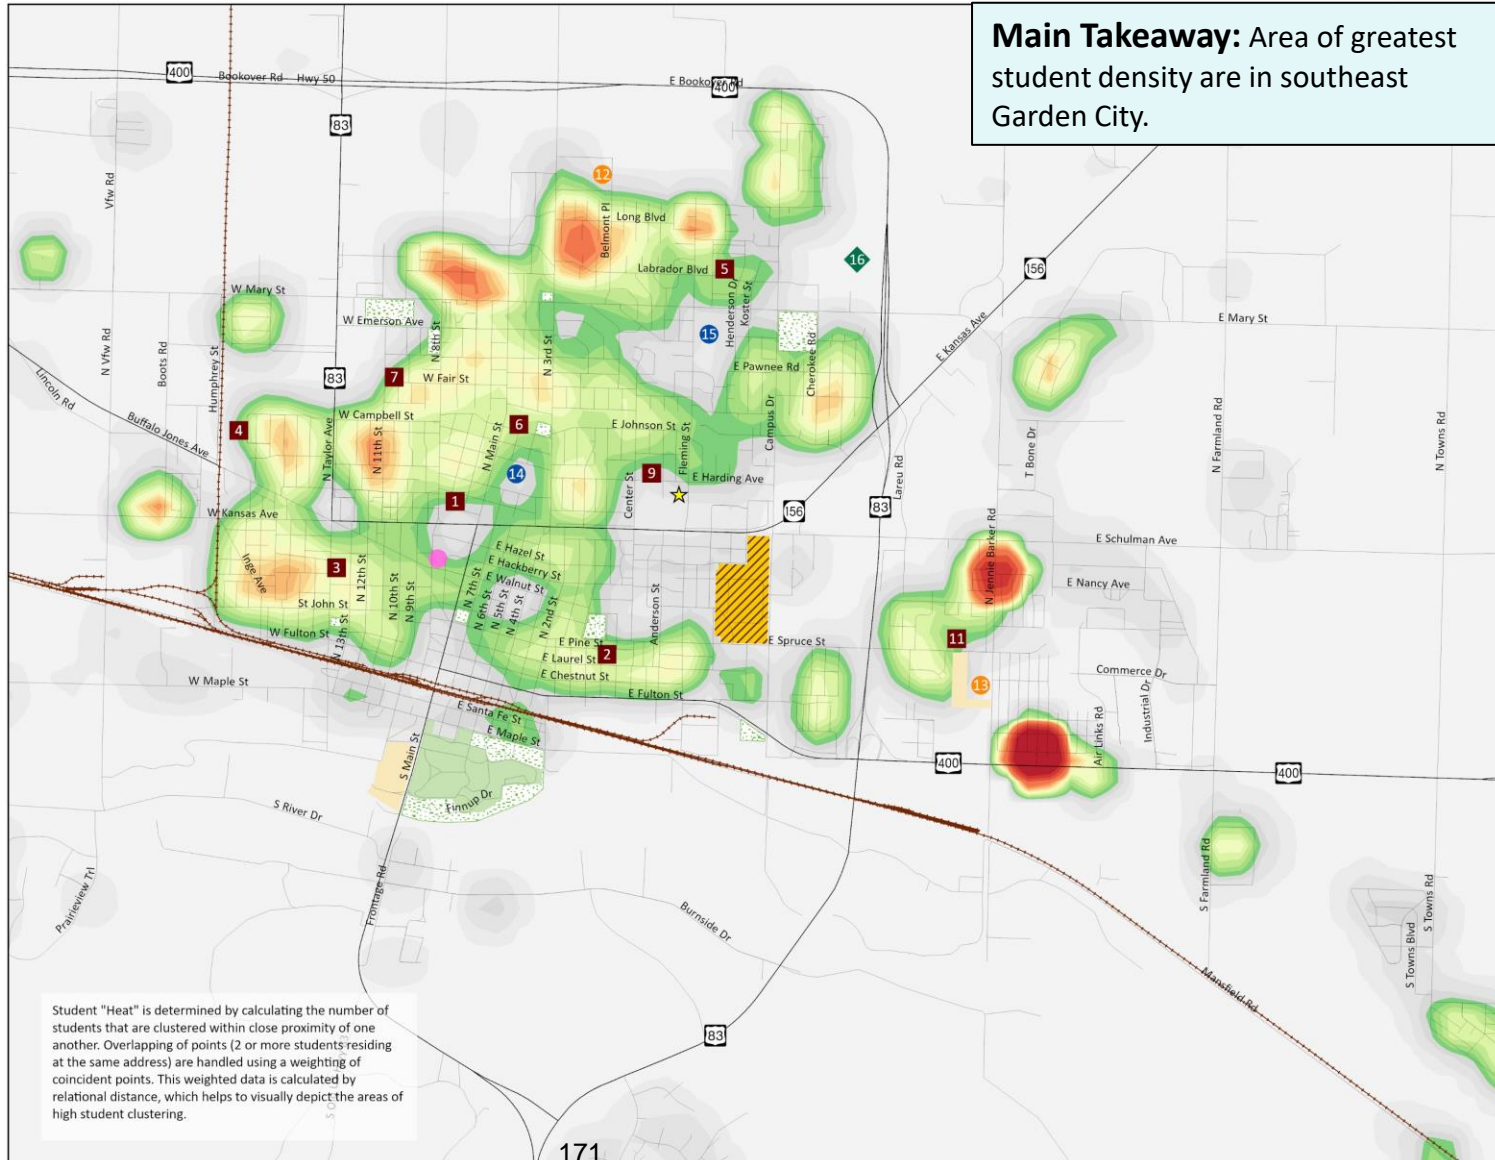 Main Takeaway: Area of greatest
student density are in southeast
Garden City.
400
Bookover Rd
Hwy 50
E Bookover Rd
400
83
Vfw Rd
12
Long Blvd
Belmont Pl
Labrador Blvd
5
16
156
W Mary St
Henderson Dr
Koster St
W Emerson Ave
N 8th St
N 3rd St
15
E Mary St
E Kansas Ave
N Vfw Rd
Boots Rd
Humphrey St
Lincoln Rd
83
7
W Fair St
E Pawnee Rd
Cherokee Rd
Buffalo Jones Ave
4
W Campbell St
N Taylor Ave
N 11th St
N Main St
6
E Johnson St
Fleming St
Campus Dr
T Bone Dr
N Farmland Rd
N Towns Rd
14
9
E Harding Ave
Center St
Lareu Rd
1
W Kansas Ave
156
83
N Jennie Barker Rd
E Schulman Ave
E Hazel St
E Hackberry St
E Walnut St
E Nancy Ave
Inge Ave
3
N 12th St
N 10th St
N 9th St
N 7th St
N 6th St
N 5th St
N 4th St
N 2nd St
Anderson St
St John St
W Fulton St
N 13th St
E Pine St
E Spruce St
11
E Laurel St
2
E Chestnut St
Commerce Dr
W Maple St
E Fulton St
13
Industrial Dr
Air Links Rd
E Santa Fe St
E Maple St
S Main St
400
400
Finnup Dr
S River Dr
Prairieview Trl
Frontage Rd
Burnside Dr
S Farmland Rd
S Towns Rd
S Towns Blvd
Mansfield Rd
83
Student "Heat" is determined by calculating the number of
students that are clustered within close proximity of one
another. Overlapping of points (2 or more students residing
at the same address) are handled using a weighting of
coincident points. This weighted data is calculated by
relational distance, which helps to visually depict the areas of
high student clustering.
171